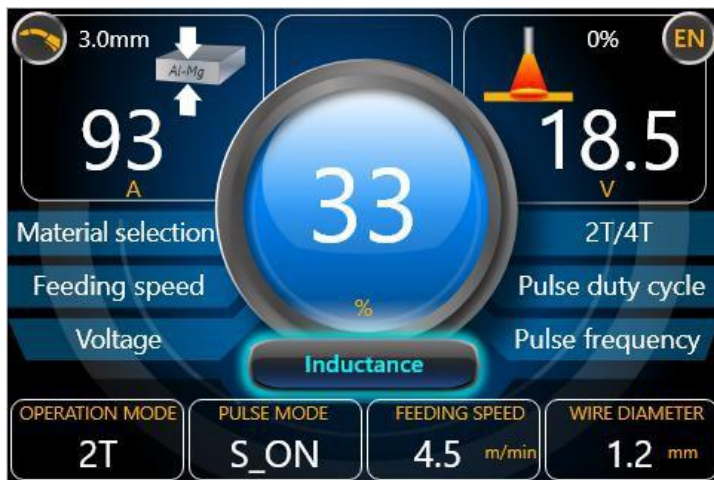 3.0mm
Al-Mg
93
A
0%
EN
18.5
V
33
%
Material selection
Feeding speed
Voltage
2T/4T
Pulse duty cycle
Pulse frequency
Inductance
OPERATION MODE
2T
PULSE MODE
S_ON
FEEDING SPEED
4.5 m/min
WIRE DIAMETER
1.2 mm